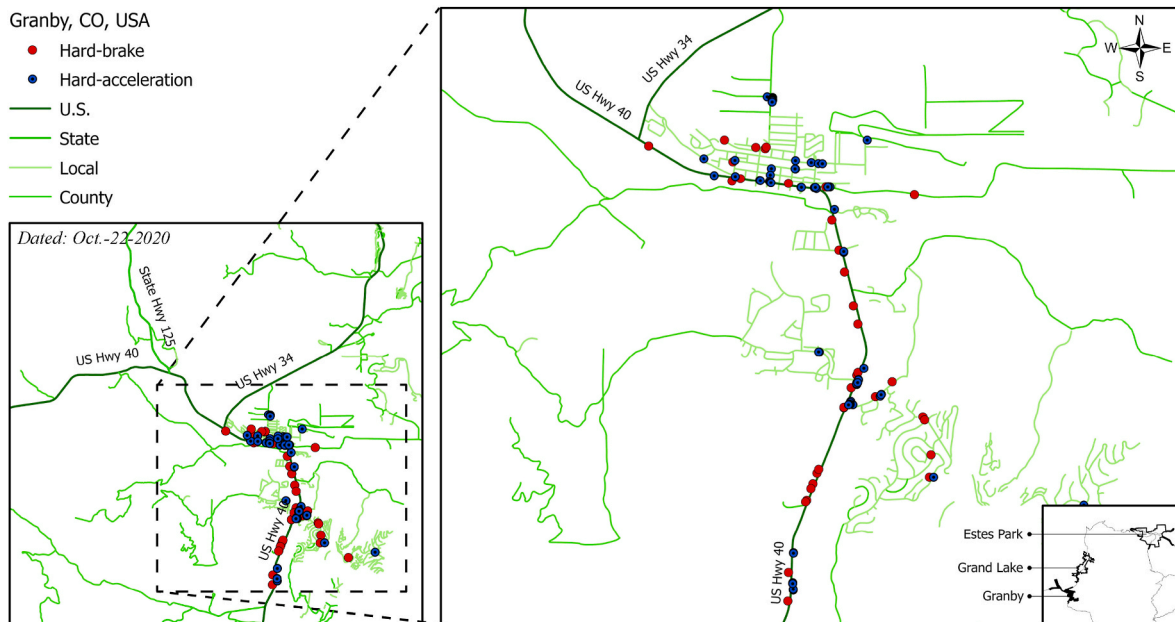 Granby, CO, USA
Hard-brake
Hard-acceleration
U.S.
State
Local
County
Dated: Oct.-22-2020
State Hwy 125
US Hwy 40
US Hwy 34
US Hwy 40
US Hwy 34
US Hwy 40
US Hwy 40
N
W E
S
Estes Park
Grand Lake
Granby